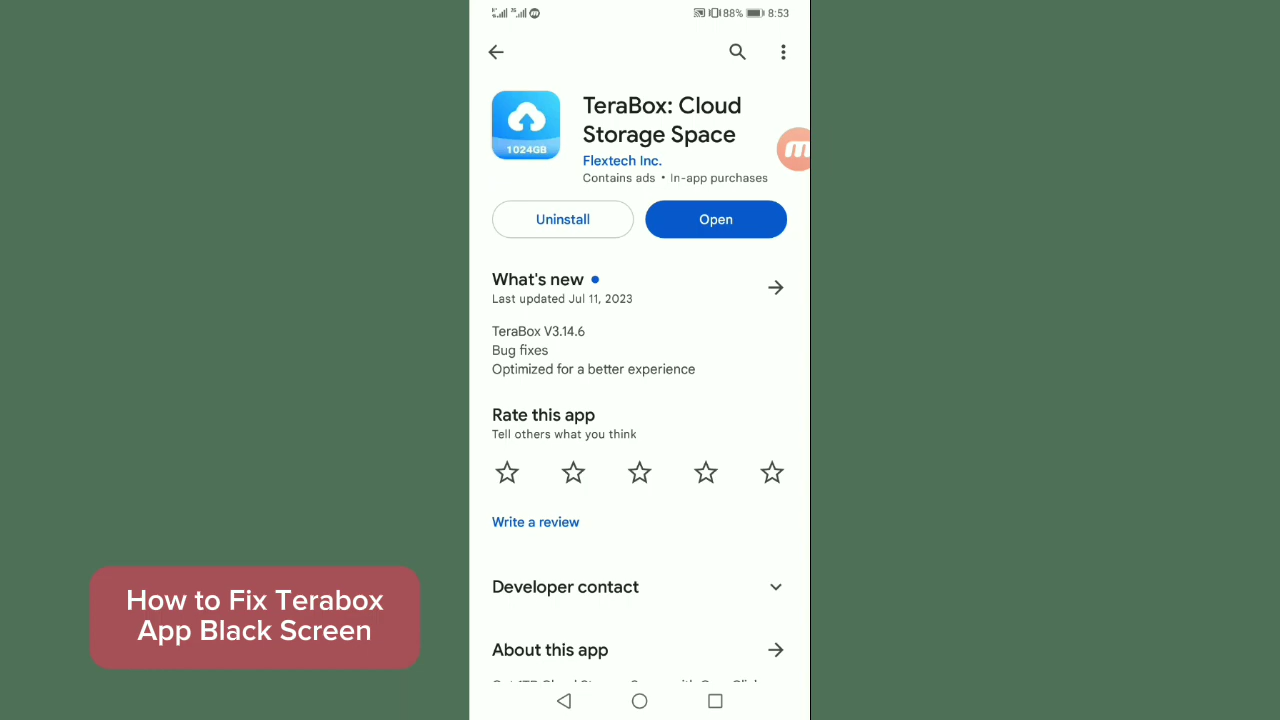 88% 8:53
TeraBox: Cloud
Storage Space
1024GB
Flextech Inc.
Contains ads • In-app purchases
Uninstall
Open
What's new
Last updated Jul 11, 2023
TeraBox V3.14.6
Bug fixes
Optimized for a better experience
Rate this app
Tell others what you think
Write a review
Developer contact
About this app
How to Fix Terabox
App Black Screen